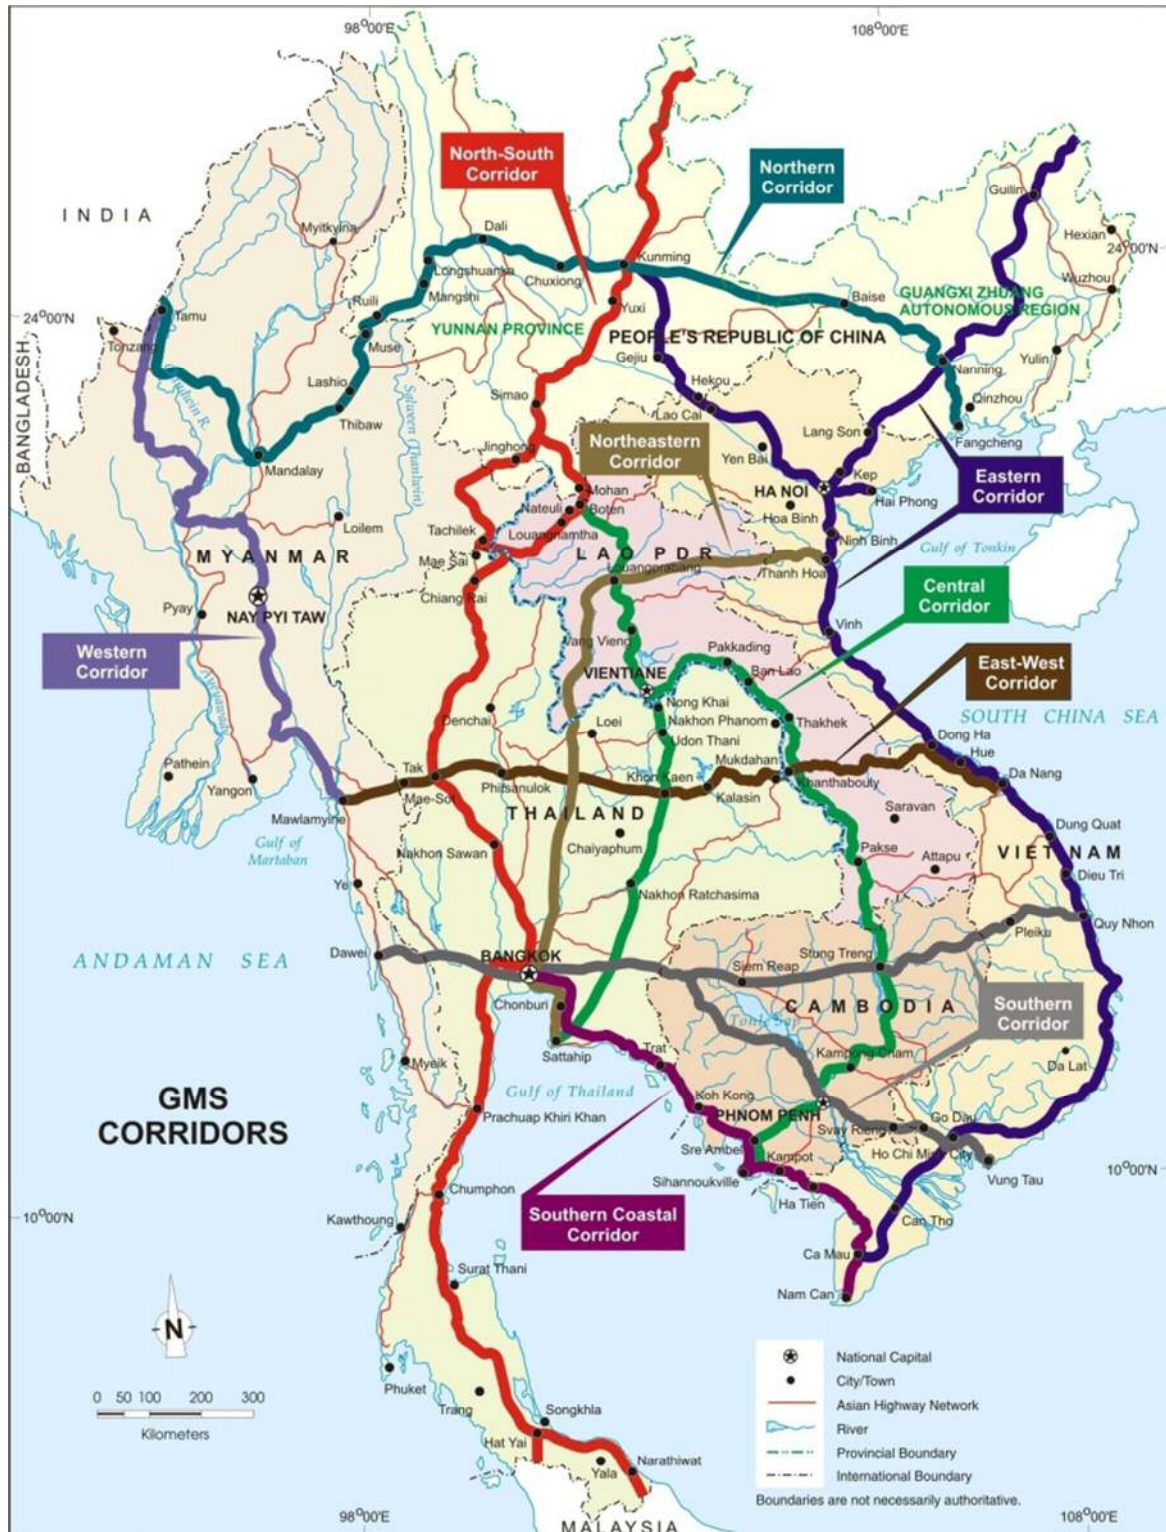 98°00'E
108°00'E
North-South
Corridor
Northern
Corridor
INDIA
Myitkyina
Dali
Guilin
Hexian
24°00'N
Kunming
Chuxiong
Mangshi
Ruili
Yuxi
Baise
Wuzhou
GUANGXI ZHUANG
AUTONOMOUS REGION
24°00'N
Tamu
YUNNAN PROVINCE
PEOPLE'S REPUBLIC OF CHINA
Tonzang
Muse
Gejiu
Nanning
Yulin
BANGLADESH
Chindwin R.
Lashio
Salween (Thanlwin)
Simao
Hekou
Lao Cai
Qinzhou
Thibaw
Fangcheng
Lang Son
Northeastern
Corridor
Jinghong
Yen Bai
Mandalay
Kep
Eastern
Corridor
Mohan
HA NOI
Hai Phong
Nateuil
Boten
Hoa Binh
Loilem
Louangnamtha
Tachilek
Ninh Binh
Gulf of Tonkin
MYANMAR
LAO PDR
Mae Sai
Louangprabang
Thanh Hoa
Central
Corridor
Chiang Rai
Pyay
NAY PYI TAW
Vinh
Western
Corridor
Vang Vieng
Pakkading
VIENTIANE
Ban Lao
East-West
Corridor
Ayeyarwady
Nong Khai
Denchai
Loei
Nakhon Phanom
Thakhek
SOUTH CHINA SEA
Udon Thani
Dong Ha
Hue
Pathein
Mukdahan
Tak
Khon Kaen
Khanthabouly
Da Nang
Yangon
Mae-Sot
Phitsanulok
Kalasin
Saravan
Mawlamyine
THAILAND
Dung Quat
Gulf of
Martaban
Chaiyaphum
Nakhon Sawan
Pakse
Attapu
VIET NAM
Ye
Nakhon Ratchasima
Dieu Tri
Quy Nhon
Pleiku
ANDAMAN SEA
Dawei
BANGKOK
Stung Treng
Siem Reap
Chonburi
CAMBODIA
Southern
Corridor
Tonle Sap
Sattahip
Trat
Kampong Cham
Myeik
Da Lat
GMS
CORRIDORS
Gulf of Thailand
Koh Kong
Prachuap Khiri Khan
PHNOM PENH
Go Dau
Svay Rieng
Sre Ambel
Ho Chi Minh City
Kampot
10°00'N
Sihannoukville
Vung Tau
Chumphon
Ha Tien
10°00'N
Kawthoung
Southern Coastal
Corridor
Can Tho
Ca Mau
Surat Thani
Nam Can
N
National Capital
City/Town
Phuket
0 50 100 200 300
Kilometers
Trang
Asian Highway Network
Songkhla
River
Hat Yai
Provincial Boundary
Yala
Narathiwat
International Boundary
Boundaries are not necessarily authoritative.
98°00'E
108°00'E
MALAYSIA